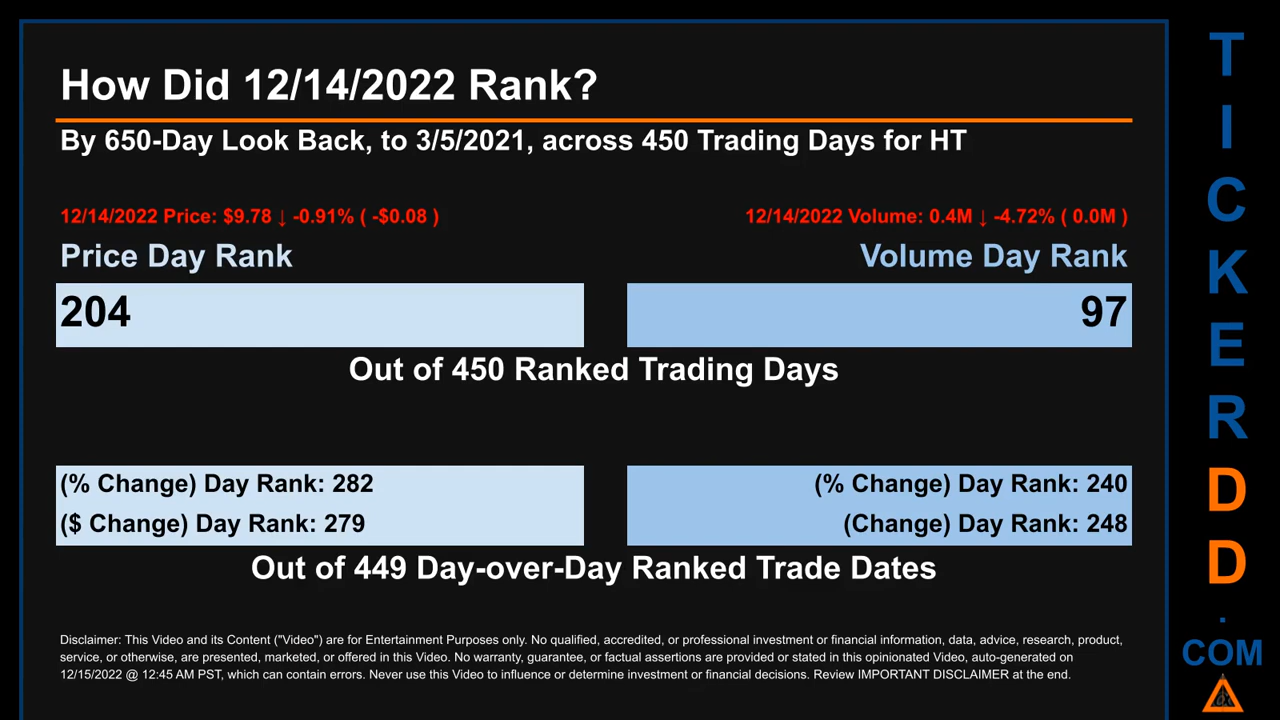 How Did 12/14/2022 Rank?
By 650-Day Look Back, to 3/5/2021, across 450 Trading Days for HT
12/14/2022 Price: $9.78 ↓ -0.91% ( -$0.08 )
12/14/2022 Volume: 0.4M ↓ -4.72% ( 0.0M )
Price Day Rank
Volume Day Rank
204
97
Out of 450 Ranked Trading Days
(% Change) Day Rank: 282
($ Change) Day Rank: 279
(% Change) Day Rank: 240
(Change) Day Rank: 248
Out of 449 Day-over-Day Ranked Trade Dates
Disclaimer: This Video and its Content ("Video") are for Entertainment Purposes only. No qualified, accredited, or professional investment or financial information, data, advice, research, product,
service, or otherwise, are presented, marketed, or offered in this Video. No warranty, guarantee, or factual assertions are provided or stated in this opinionated Video, auto-generated on
12/15/2022 @ 12:45 AM PST, which can contain errors. Never use this Video to influence or determine investment or financial decisions. Review IMPORTANT DISCLAIMER at the end.
T
I
C
K
E
R
D
D
.
COM